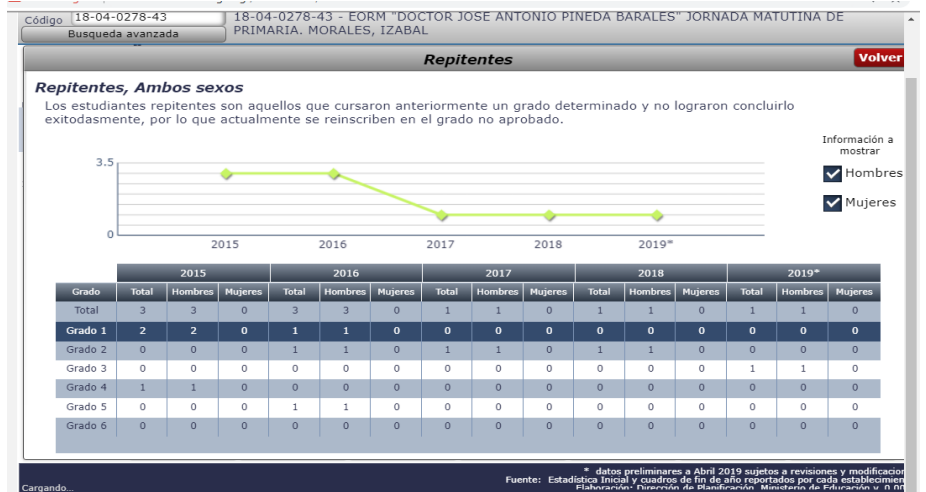 Código 18-04-0278-43
18-04-0278-43 - EORM "DOCTOR JOSE ANTONIO PINEDA BARALES" JORNADA MATUTINA DE
Busqueda avanzada
PRIMARIA. MORALES, IZABAL
Repitentes
Volver
Repitentes, Ambos sexos
Los estudiantes repitentes son aquellos que cursaron anteriormente un grado determinado y no lograron concluirlo
exitodasmente, por lo que actualmente se reinscriben en el grado no aprobado.
Información a
mostrar
Hombres
Mujeres
3.5
0
2015 2016 2017 2018 2019*
2015 2016 2017 2018 2019*
Grado Total Hombres Mujeres Total Hombres Mujeres Total Hombres Mujeres Total Hombres Mujeres Total Hombres Mujeres
Total 3 3 0 3 3 0 1 1 0 1 1 0 1 1 0
Grado 1 2 2 0 1 1 0 0 0 0 0 0 0 0 0 0
Grado 2 0 0 0 1 1 0 1 1 0 1 1 0 0 0 0
Grado 3 0 0 0 0 0 0 0 0 0 0 0 0 1 1 0
Grado 4 1 1 0 0 0 0 0 0 0 0 0 0 0 0 0
Grado 5 0 0 0 1 1 0 0 0 0 0 0 0 0 0 0
Grado 6 0 0 0 0 0 0 0 0 0 0 0 0 0 0 0
* datos preliminares a Abril 2019 sujetos a revisiones y modificacion
Fuente: Estadística Inicial y cuadros de fin de año reportados por cada establecimien
Cargando...
Elaboración: Dirección de Planificación, Ministerio de Educación v. 0.00